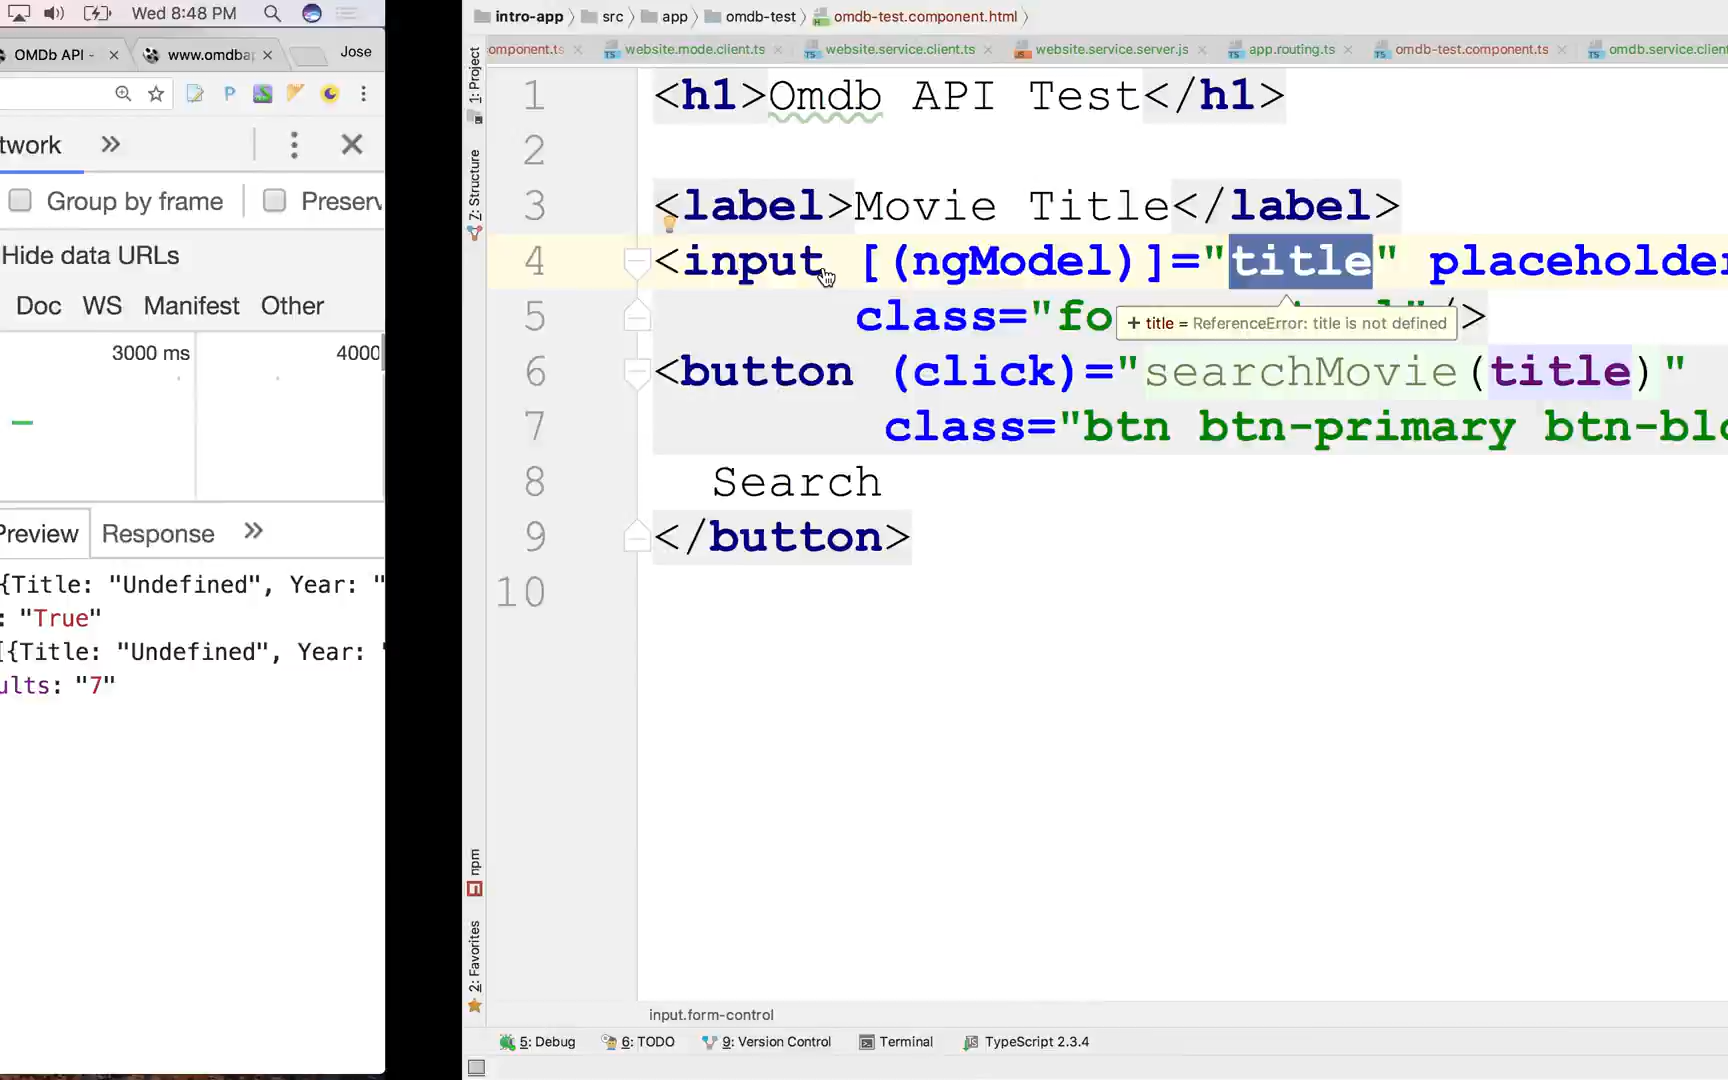 Wed 8:48 PM
OMDb API -
www.omdba
Jose
P
twork
Group by frame
Preserv
Hide data URLs
Doc WS Manifest Other
3000 ms
4000
Preview Response
{Title: "Undefined", Year: "
: "True"
[{Title: "Undefined", Year: "
ults: "7"
intro-app src app omdb-test omdb-test.component.html
omponent.ts website.mode.client.ts website.service.client.ts website.service.server.js app.routing.ts omdb-test.component.ts omdb.service.client
1: Project
7: Structure
npm
2: Favorites
1 <h1>Omdb API Test</h1>
2
3 <label>Movie Title</label>
4 <input [(ngModel)]="title" placeholder
5 class="fo l"/>
+ title = ReferenceError: title is not defined
6 <button (click)="searchMovie(title)"
7 class="btn btn-primary btn-blo
8 Search
9 </button>
10
input.form-control
5: Debug 6: TODO 9: Version Control Terminal TypeScript 2.3.4